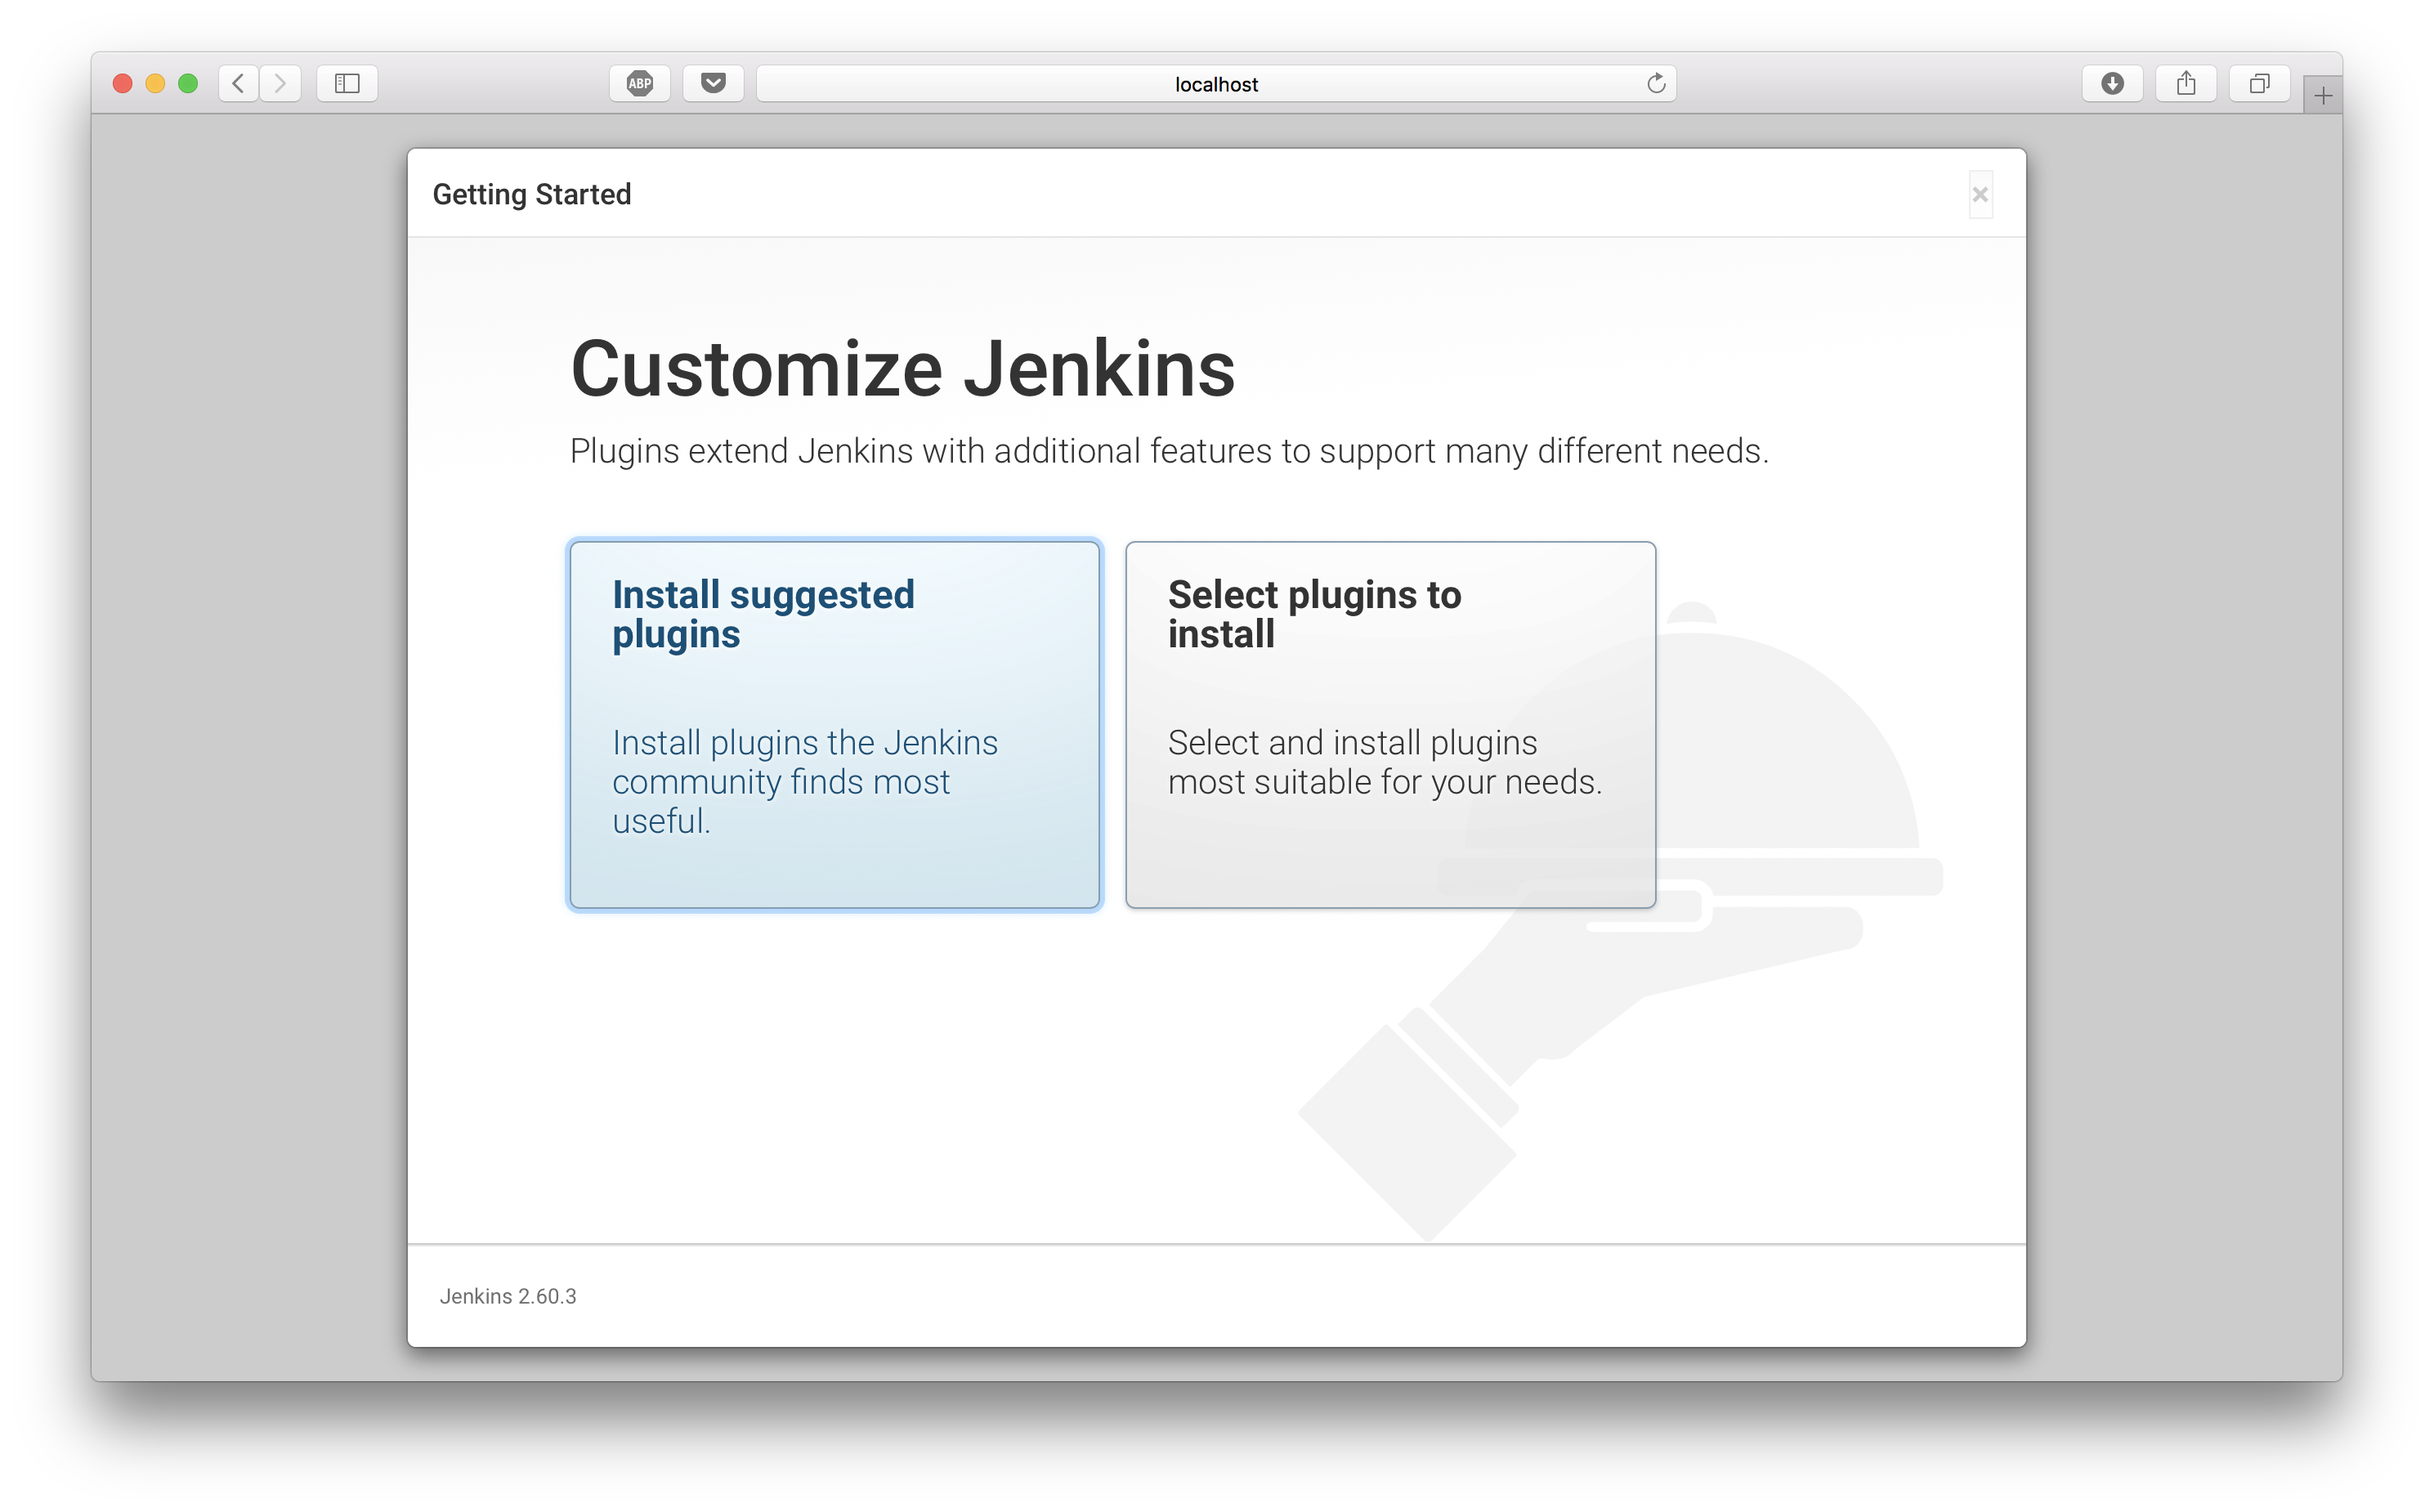 ABP
localhost
Getting Started
Customize Jenkins
Plugins extend Jenkins with additional features to support many different needs.
Install suggested
plugins
Install plugins the Jenkins
community finds most
useful.
Select plugins to
install
Select and install plugins
most suitable for your needs.
Jenkins 2.60.3